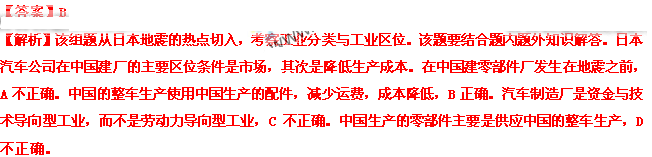 【答案】B
【解析】该组题从日本地震的热点切入，考察工业分类与工业区位。该题要结合题内题外知识解答。日本
汽车公司在中国建厂的主要区位条件是市场，其次是降低生产成本。在中国建零部件厂发生在地震之前，
A 不正确。中国的整车生产使用中国生产的配件，减少运费，成本降低，B 正确。汽车制造厂是资金与技
术导向型工业，而不是劳动力导向型工业，C 不正确。中国生产的零部件主要是供应中国的整车生产，D
不正确。